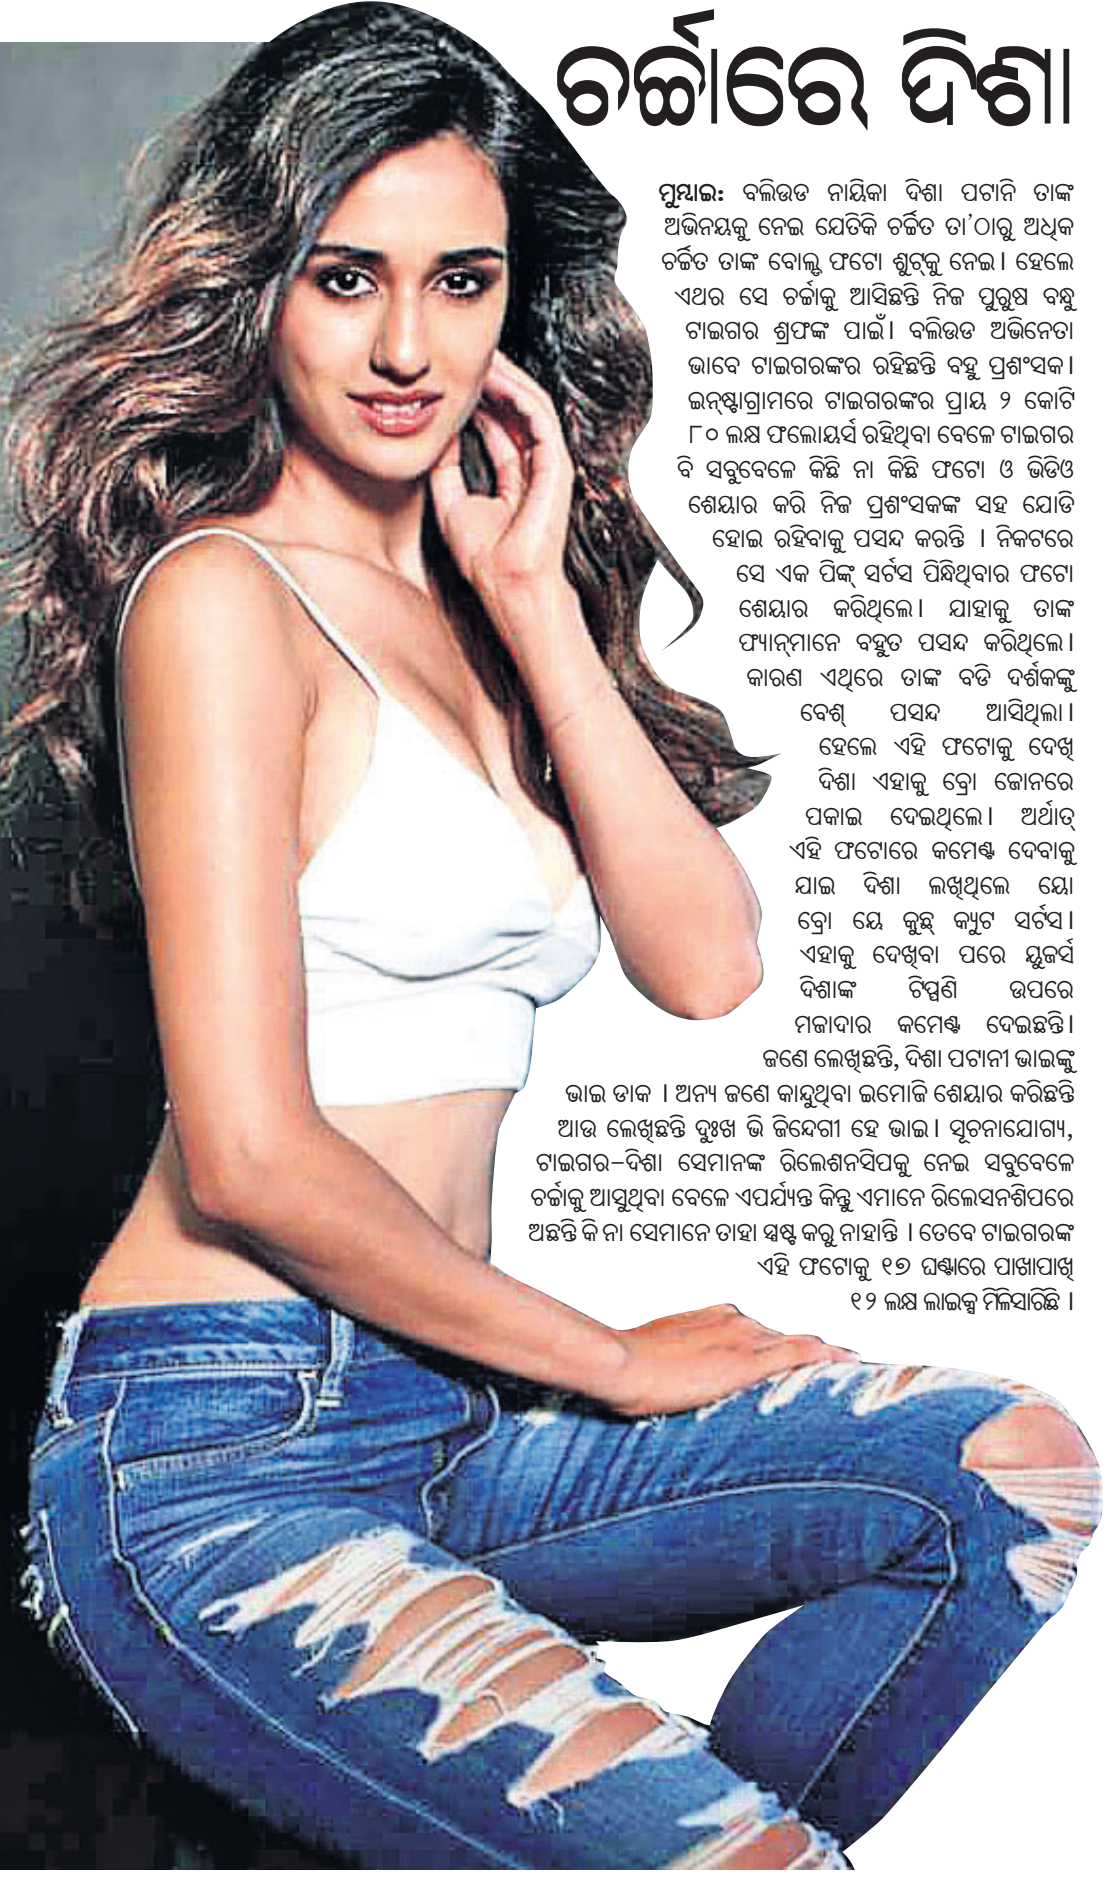 ଚର୍ଚ୍ଚାରେ ଦିଶା
ମୁମ୍ବାଇ: ବଲିଉଡ ନାୟିକା ଦିଶା ପଟାନି ତାଙ୍କ
ଅଭିନୟକୁ ନେଇ ଯେତିକି ଚର୍ଚ୍ଚିତ ତା'ଠାରୁ ଅଧିକ
ଚର୍ଚ୍ଚିତ ତାଙ୍କ ବୋଲ୍ଡ ଫଟୋ ଶୁଟ୍‌କୁ ନେଇ। ହେଲେ
ଏଥର ସେ ଚର୍ଚ୍ଚାକୁ ଆସିଛନ୍ତି ନିଜ ପୁରୁଷ ବନ୍ଧୁ
ଟାଇଗର ଶ୍ରଫଙ୍କ ପାଇଁ। ବଲିଉଡ ଅଭିନେତା
ଭାବେ ଟାଇଗରଙ୍କର ରହିଛନ୍ତି ବହୁ ପ୍ରଶଂସକ।
ଇନ୍‌ଷ୍ଟାଗ୍ରାମରେ ଟାଇଗରଙ୍କର ପ୍ରାୟ ୨ କୋଟି
୮୦ ଲକ୍ଷ ଫଲୋୟର୍ସ ରହିଥିବା ବେଳେ ଟାଇଗର
ବି ସବୁବେଳେ କିଛି ନା କିଛି ଫଟୋ ଓ ଭିଡିଓ
ଶେୟାର କରି ନିଜ ପ୍ରଶଂସକଙ୍କ ସହ ଯୋଡି
ହୋଇ ରହିବାକୁ ପସନ୍ଦ କରନ୍ତି । ନିକଟରେ
ସେ ଏକ ପିଙ୍କ୍ ସର୍ଟସ ପିନ୍ଧିଥିବାର ଫଟୋ
ଶେୟାର କରିଥିଲେ। ଯାହାକୁ ତାଙ୍କ
ଫ୍ୟାନ୍‌ମାନେ ବହୁତ ପସନ୍ଦ କରିଥିଲେ।
କାରଣ ଏଥିରେ ତାଙ୍କ ବଡି ଦର୍ଶକଙ୍କୁ
ବେଶ୍ ପସନ୍ଦ ଆସିଥିଲା।
ହେଲେ ଏହି ଫଟୋକୁ ଦେଖି
ଦିଶା ଏହାକୁ ବ୍ରୋ ଜୋନରେ
ପକାଇ ଦେଇଥିଲେ। ଅର୍ଥାତ୍
ଏହି ଫଟୋରେ କମେଣ୍ଟ ଦେବାକୁ
ଯାଇ ଦିଶା ଲଖିଥିଲେ ୟୋ
ବ୍ରୋ ୟେ କୁଛ୍ କ୍ୟୁଟ ସର୍ଟସ।
ଏହାକୁ ଦେଖିବା ପରେ ୟୁଜର୍ସ
ଦିଶାଙ୍କ ଟିପ୍ପଣି ଉପରେ
ମଜାଦାର କମେଣ୍ଟ ଦେଇଛନ୍ତି।
ଜଣେ ଲେଖିଛନ୍ତି, ଦିଶା ପଟାନୀ ଭାଇଙ୍କୁ
ଭାଇ ଡାକ । ଅନ୍ୟ ଜଣେ କାନ୍ଦୁଥିବା ଇମୋଜି ଶେୟାର କରିଛନ୍ତି
ଆଉ ଲେଖିଛନ୍ତି ଦୁଃଖ ଭି ଜିନ୍ଦେଗୀ ହେ ଭାଇ। ସୂଚନାଯୋଗ୍ୟ,
ଟାଇଗର-ଦିଶା ସେମାନଙ୍କ ରିଲେଶନସିପକୁ ନେଇ ସବୁବେଳେ
ଚର୍ଚ୍ଚାକୁ ଆସୁଥିବା ବେଳେ ଏପର୍ଯ୍ୟନ୍ତ କିନ୍ତୁ ଏମାନେ ରିଲେସନଶିପରେ
ଅଛନ୍ତି କି ନା ସେମାନେ ତାହା ସ୍ପଷ୍ଟ କରୁନାହାନ୍ତି । ତେବେ ଟାଇଗରଙ୍କ
ଏହି ଫଟୋକୁ ୧୭ ଘଣ୍ଟାରେ ପାଖାପାଖି
୧୨ ଲକ୍ଷ ଲାଇକ୍ସ ମିଳିସାରିଛି ।